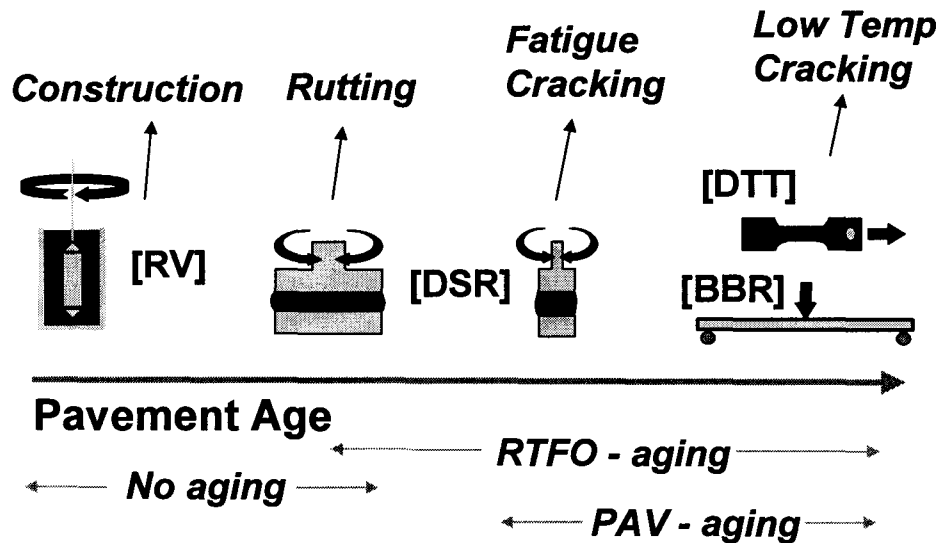 Construction
Rutting
Fatigue
Cracking
Low Temp
Cracking
[RV]
[DSR]
[DTT]
[BBR]
Pavement Age
RTFO - aging
No aging
PAV - aging